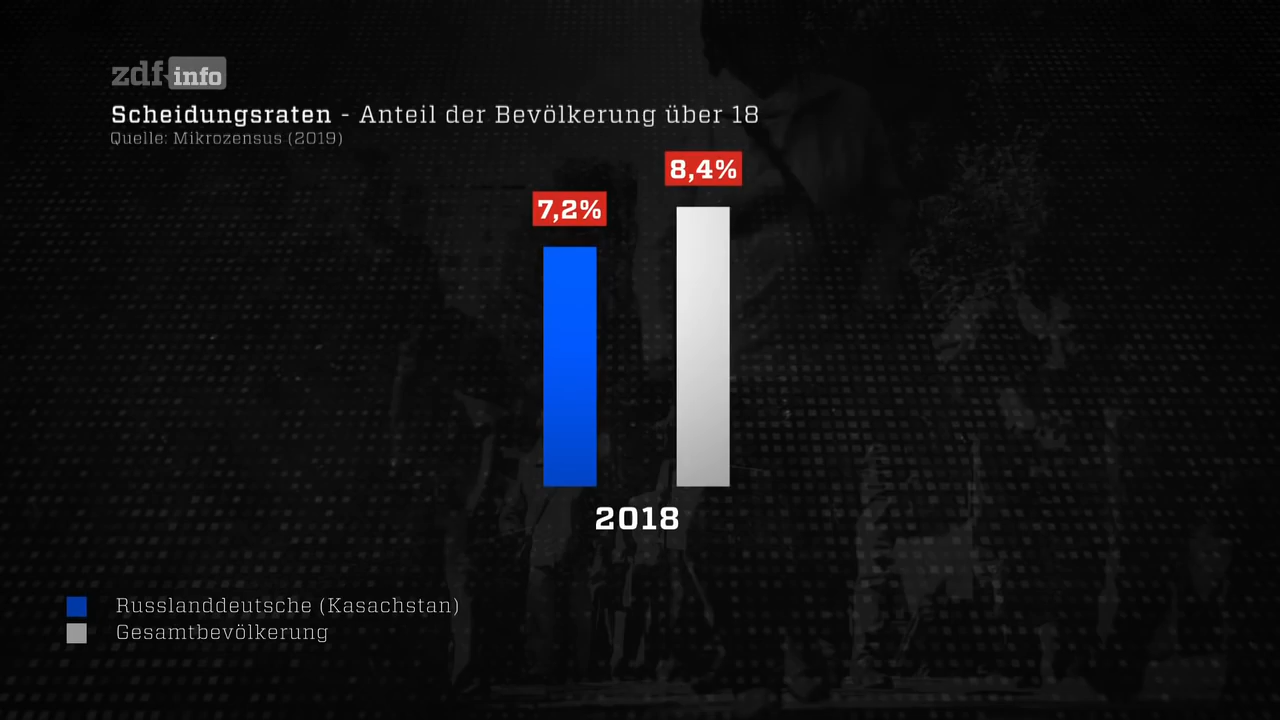 zdf info
Scheidungsraten - Anteil der Bevölkerung über 18
Quelle: Mikrozensus (2019)
8,4%
7,2%
2018
Russlanddeutsche (Kasachstan)
Gesamtbevölkerung